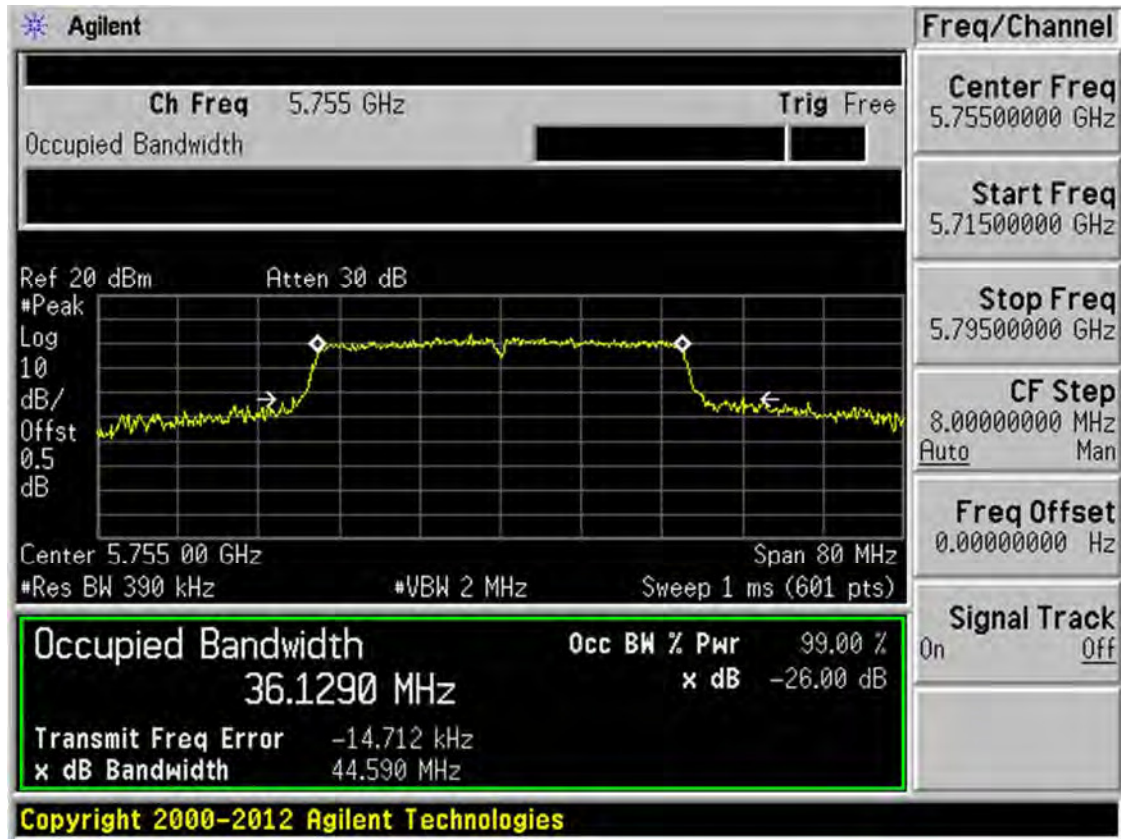 Agilent
Freq/Channel
Ch Freq 5.755 GHz Trig Free
Occupied Bandwidth
Center Freq
5.75500000 GHz
Start Freq
5.71500000 GHz
Stop Freq
5.79500000 GHz
CF Step
8.00000000 MHz
Auto Man
Freq Offset
0.00000000 Hz
Signal Track
On Off
Ref 20 dBm Atten 30 dB
#Peak
Log
10
dB/
Offst
0.5
dB
Center 5.755 00 GHz Span 80 MHz
#Res BW 390 kHz #VBW 2 MHz Sweep 1 ms (601 pts)
Occupied Bandwidth
36.1290 MHz
Occ BW % Pwr 99.00 %
x dB -26.00 dB
Transmit Freq Error -14.712 kHz
x dB Bandwidth 44.590 MHz
Copyright 2000-2012 Agilent Technologies